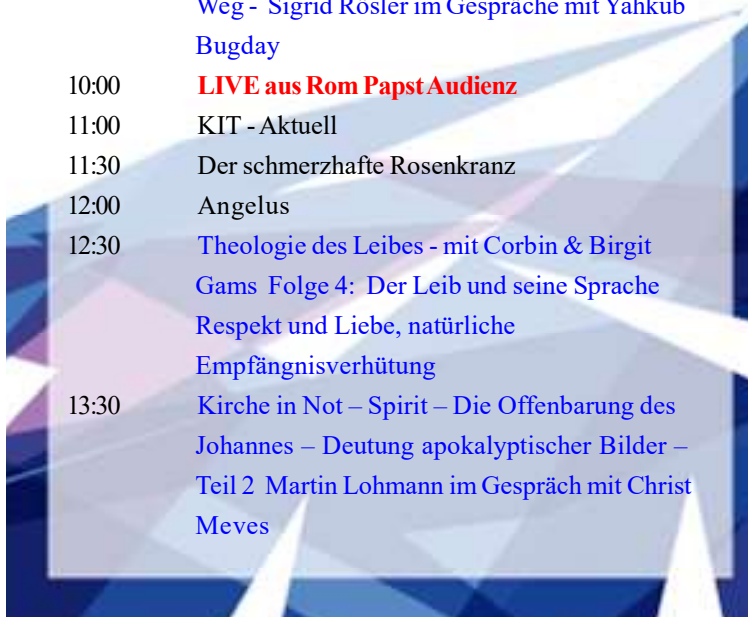 Weg - Sigrid Rösler im Gespräche mit Yahkub
Bugday
10:00 LIVE aus Rom Papst Audienz
11:00 KIT - Aktuell
11:30 Der schmerzhafte Rosenkranz
12:00 Angelus
12:30 Theologie des Leibes - mit Corbin & Birgit
Gams Folge 4: Der Leib und seine Sprache
Respekt und Liebe, natürliche
Empfängnisverhütung
13:30 Kirche in Not – Spirit – Die Offenbarung des
Johannes – Deutung apokalyptischer Bilder –
Teil 2 Martin Lohmann im Gespräch mit Christ
Meves